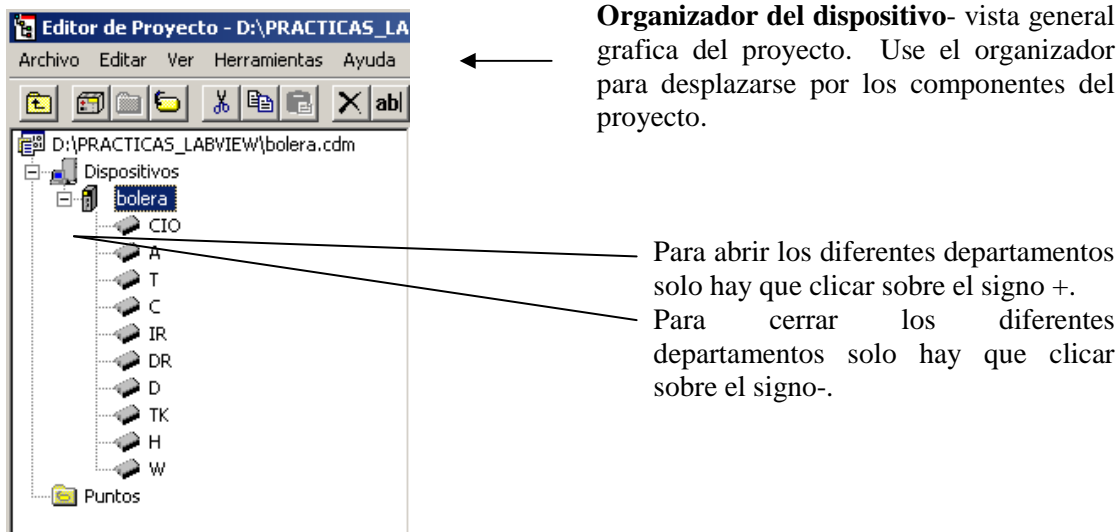 Editor de Proyecto - D:\PRACTICAS_LA
Archivo Editar Ver Herramientas Ayuda
ab
D:\PRACTICAS_LABVIEW\bolera.cdm
Dispositivos
bolera
CIO
A
T
C
IR
DR
D
TK
H
W
Puntos
Organizador del dispositivo- vista general
grafica del proyecto. Use el organizador
para desplazarse por los componentes del
proyecto.
Para abrir los diferentes departamentos
solo hay que clicar sobre el signo +.
Para cerrar los diferentes
departamentos solo hay que clicar
sobre el signo-.